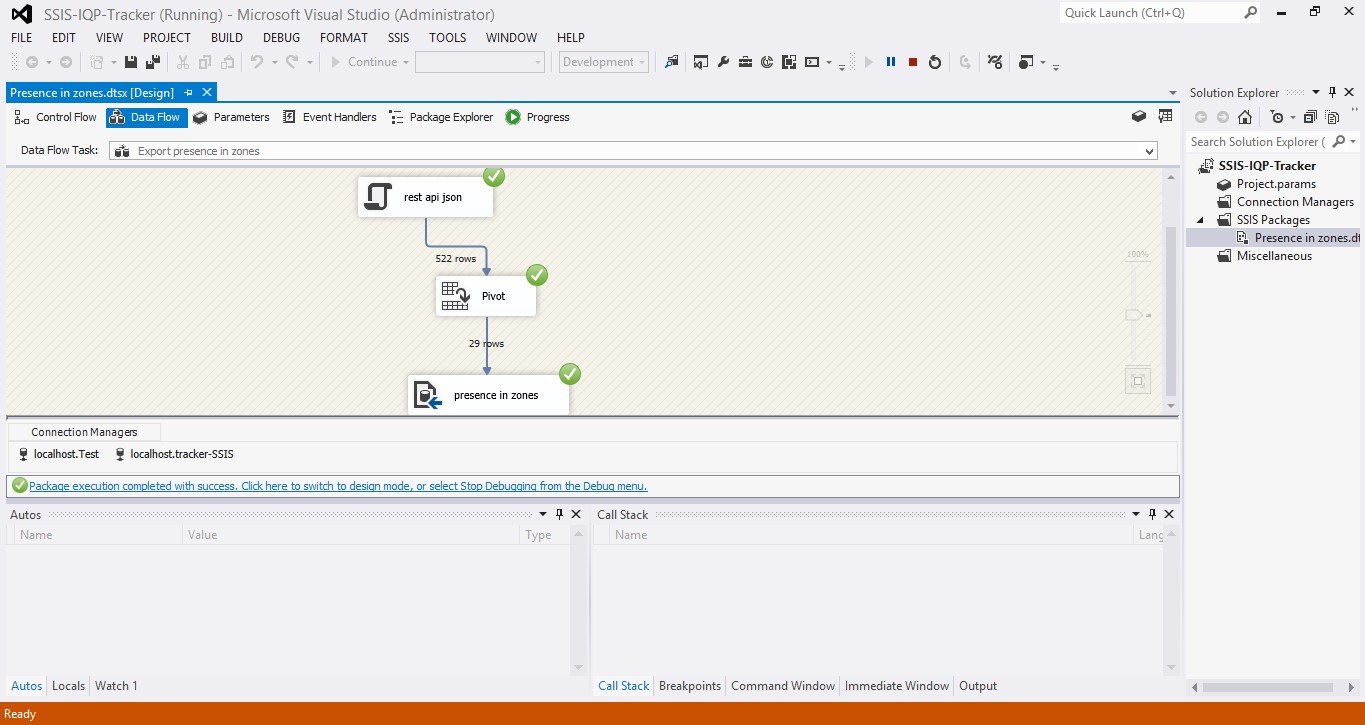 SSIS-IQP-Tracker (Running) - Microsoft Visual Studio (Administrator)
Quick Launch (Ctrl+Q)
FILE EDIT VIEW PROJECT BUILD DEBUG FORMAT SSIS TOOLS WINDOW HELP
Continue Development
Presence in zones.dtsx [Design]
Control Flow Data Flow Parameters Event Handlers Package Explorer Progress
Data Flow Task: Export presence in zones
rest api json
522 rows
Pivot
29 rows
presence in zones
100%
Connection Managers
localhost.Test localhost.tracker-SSIS
Package execution completed with success. Click here to switch to design mode, or select Stop Debugging from the Debug menu.
Autos
Name Value Type
Autos Locals Watch 1
Call Stack
Name Lang
Call Stack Breakpoints Command Window Immediate Window Output
Solution Explorer
Search Solution Explorer (
SSIS-IQP-Tracker
Project.params
Connection Managers
SSIS Packages
Presence in zones.dt
Miscellaneous
Ready